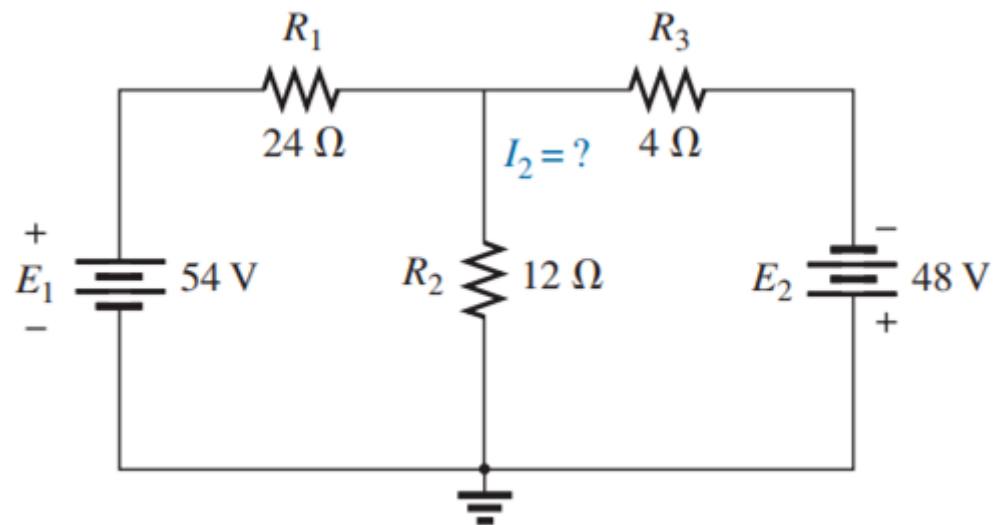 R₁
R₃
24 Ω
I₂ = ?
4 Ω
+
E₁
−
54 V
R₂
12 Ω
−
E₂
48 V
+